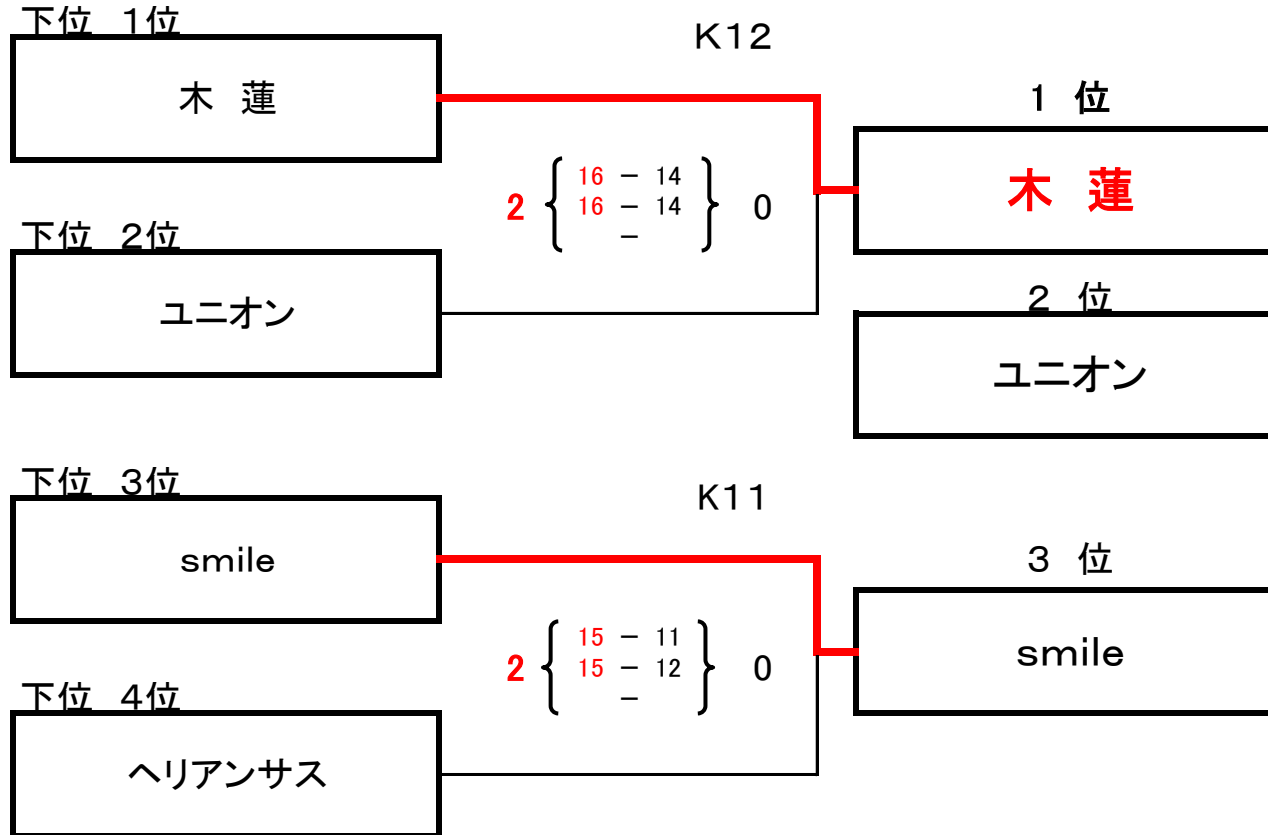 下位　1位
K12
木　蓮
1　位
木　蓮
16 － 14
2 { 16 － 14 } 0
－
下位　2位
ユニオン
2　位
ユニオン
下位　3位
K11
smile
3　位
smile
15 － 11
2 { 15 － 12 } 0
－
下位　4位
ヘリアンサス